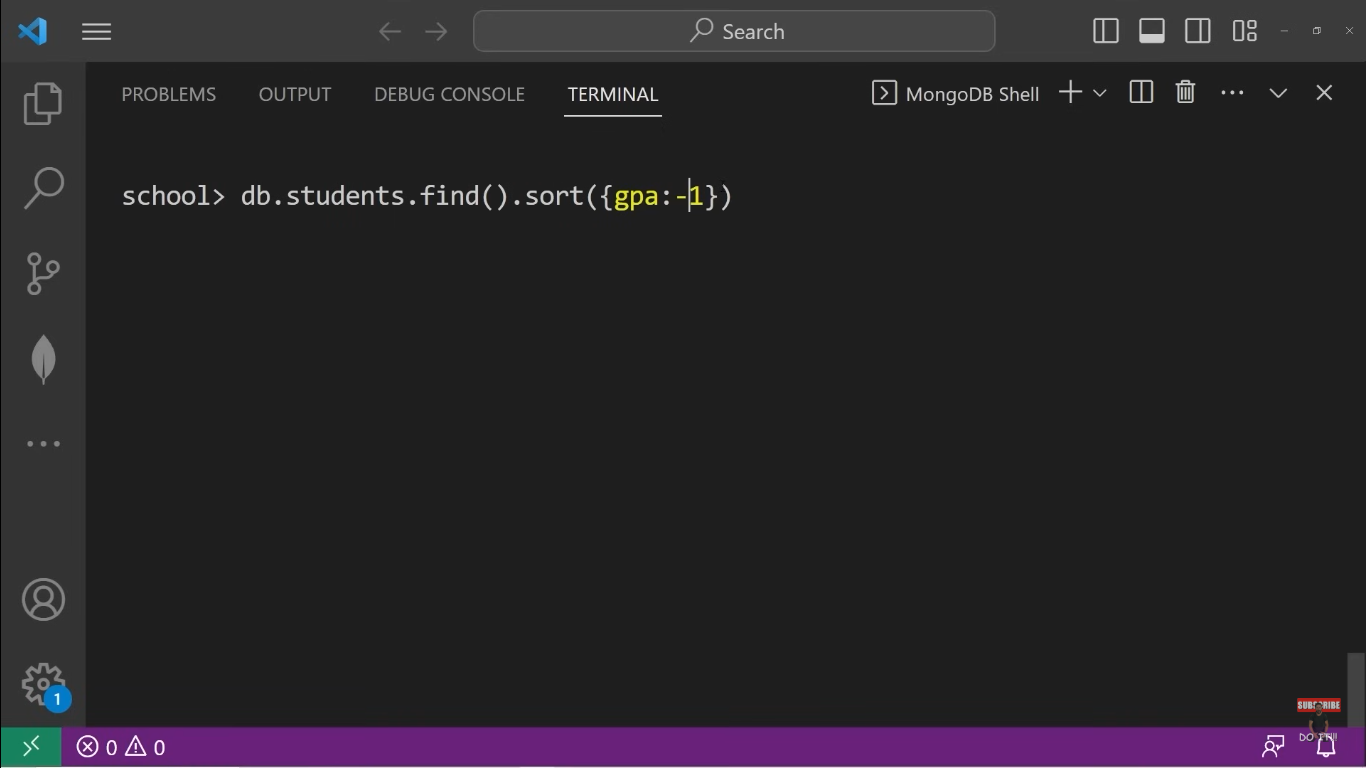 Search
PROBLEMS OUTPUT DEBUG CONSOLE TERMINAL MongoDB Shell
school> db.students.find().sort({gpa:-1})
1
SUBSCRIBE
0 0